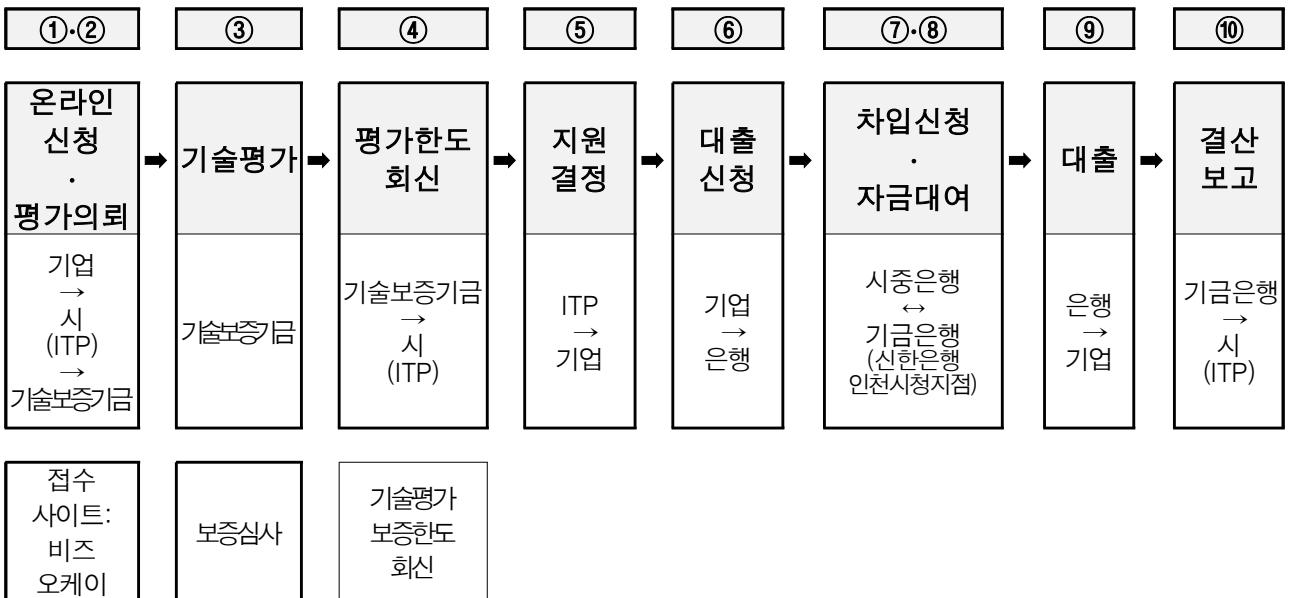 ①·② ③ ④ ⑤ ⑥ ⑦·⑧ ⑨ ⑩
온라인
신청
·
평가의뢰
➡
기술평가
➡
평가한도
회신
➡
지원
결정
➡
대출
신청
➡
차입신청
·
자금대여
➡
대출
➡
결산
보고
기업
→
시
(ITP)
→
기술보증기금
기술보증기금
기술보증기금
→
시
(ITP)
ITP
→
기업
기업
→
은행
시중은행
↔
기금은행
(신한은행
인천시청지점)
은행
→
기업
기금은행
→
시
(ITP)
접수
사이트:
비즈
오케이
보증심사
기술평가
보증한도
회신